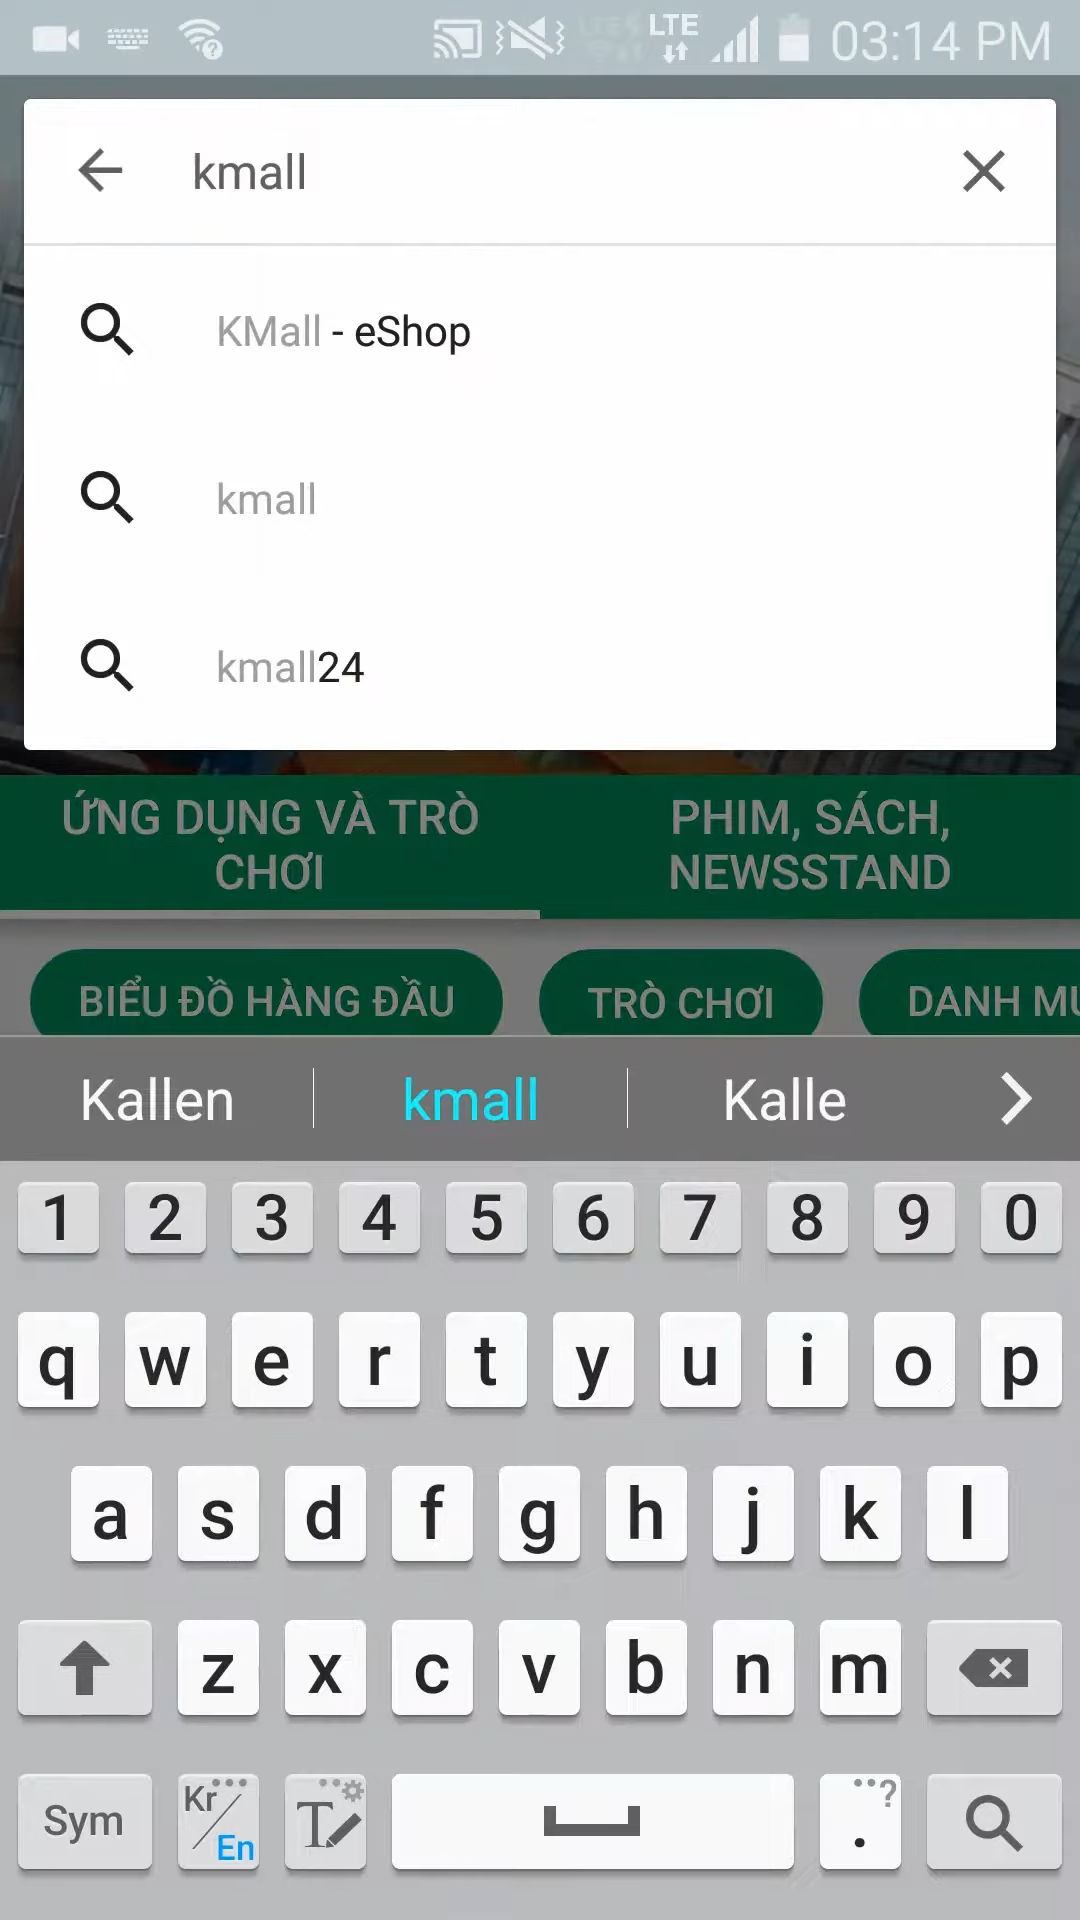 LTE 03:14 PM
kmall
KMall - eShop
kmall
kmall24
ỨNG DỤNG VÀ TRÒ
CHƠI
PHIM, SÁCH,
NEWSSTAND
BIỂU ĐỒ HÀNG ĐẦU TRÒ CHƠI DANH MỤ
Kallen kmall Kalle
1 2 3 4 5 6 7 8 9 0
q w e r t y u i o p
a s d f g h j k l
z x c v b n m
Sym Kr/En T . ?